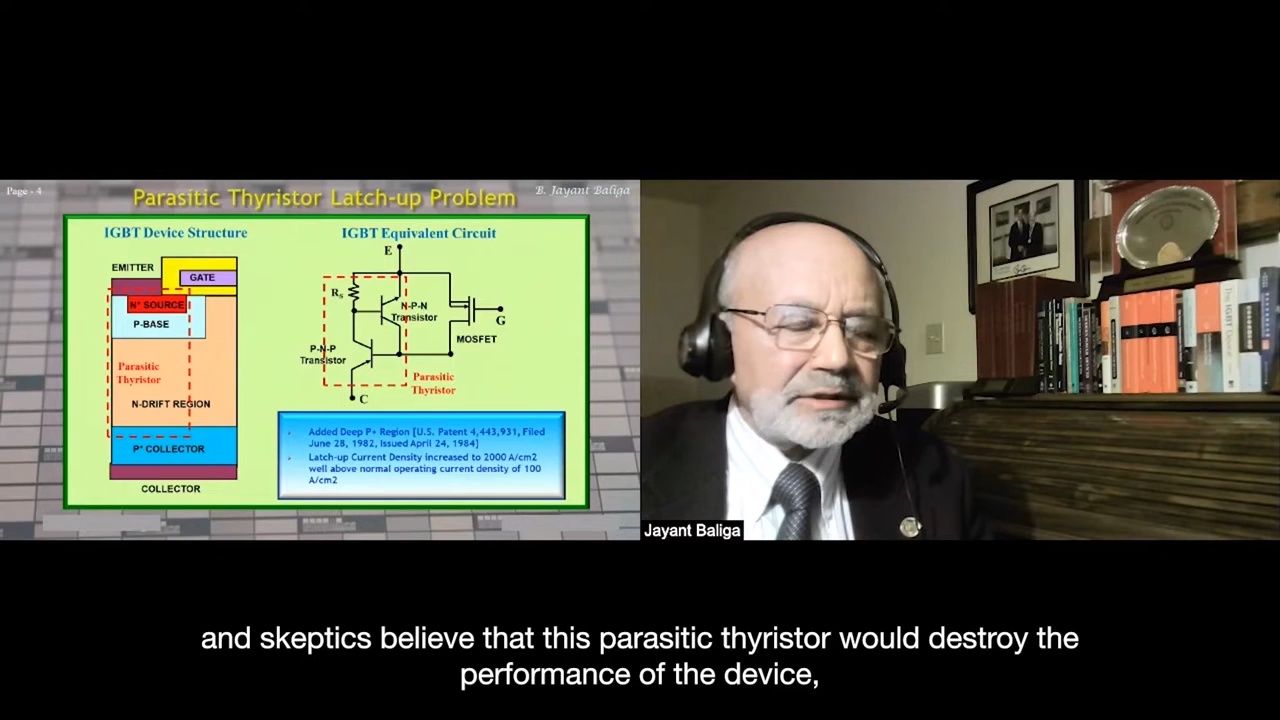 Page - 4
Parasitic Thyristor Latch-up Problem
B. Jayant Baliga
IGBT Device Structure
IGBT Equivalent Circuit
EMITTER
GATE
N⁺ SOURCE
P-BASE
Parasitic
Thyristor
N-DRIFT REGION
P⁺ COLLECTOR
COLLECTOR
E
Rs
N-P-N
Transistor
G
MOSFET
P-N-P
Transistor
Parasitic
Thyristor
C
Added Deep P+ Region [U.S. Patent 4,443,931, Filed
June 28, 1982, Issued April 24, 1984]
Latch-up Current Density increased to 2000 A/cm2
well above normal operating current density of 100
A/cm2
Jayant Baliga
and skeptics believe that this parasitic thyristor would destroy the
performance of the device,